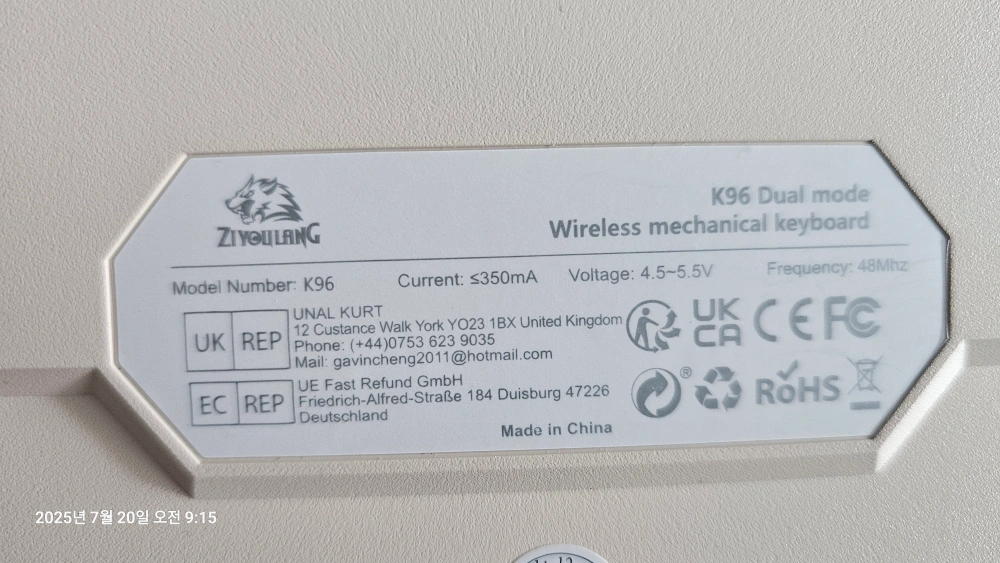 ZIYOULANG
K96 Dual mode
Wireless mechanical keyboard
Model Number: K96 Current: ≤350mA Voltage: 4.5~5.5V Frequency: 48Mhz
UK REP
UNAL KURT
12 Custance Walk York YO23 1BX United Kingdom
Phone: (+44)0753 623 9035
Mail: gavincheng2011@hotmail.com
UK CA CE FC
EC REP
UE Fast Refund GmbH
Friedrich-Alfred-Straße 184 Duisburg 47226
Deutschland
® RoHS
Made in China
2025년 7월 20일 오전 9:15